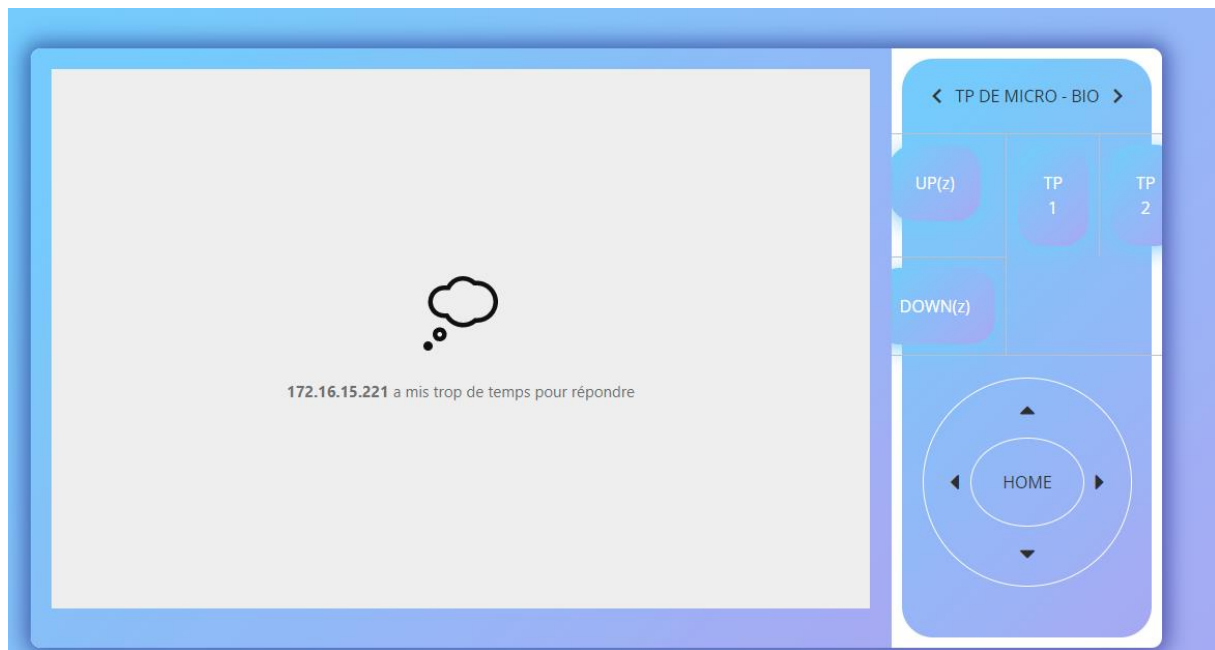 TP DE MICRO - BIO
UP(z)
TP
1
TP
2
DOWN(z)
172.16.15.221 a mis trop de temps pour répondre
HOME